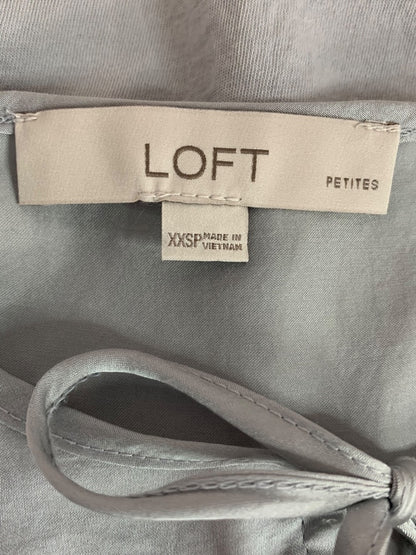 LOFT
PETITES
XXSP MADE IN
VIETNAM